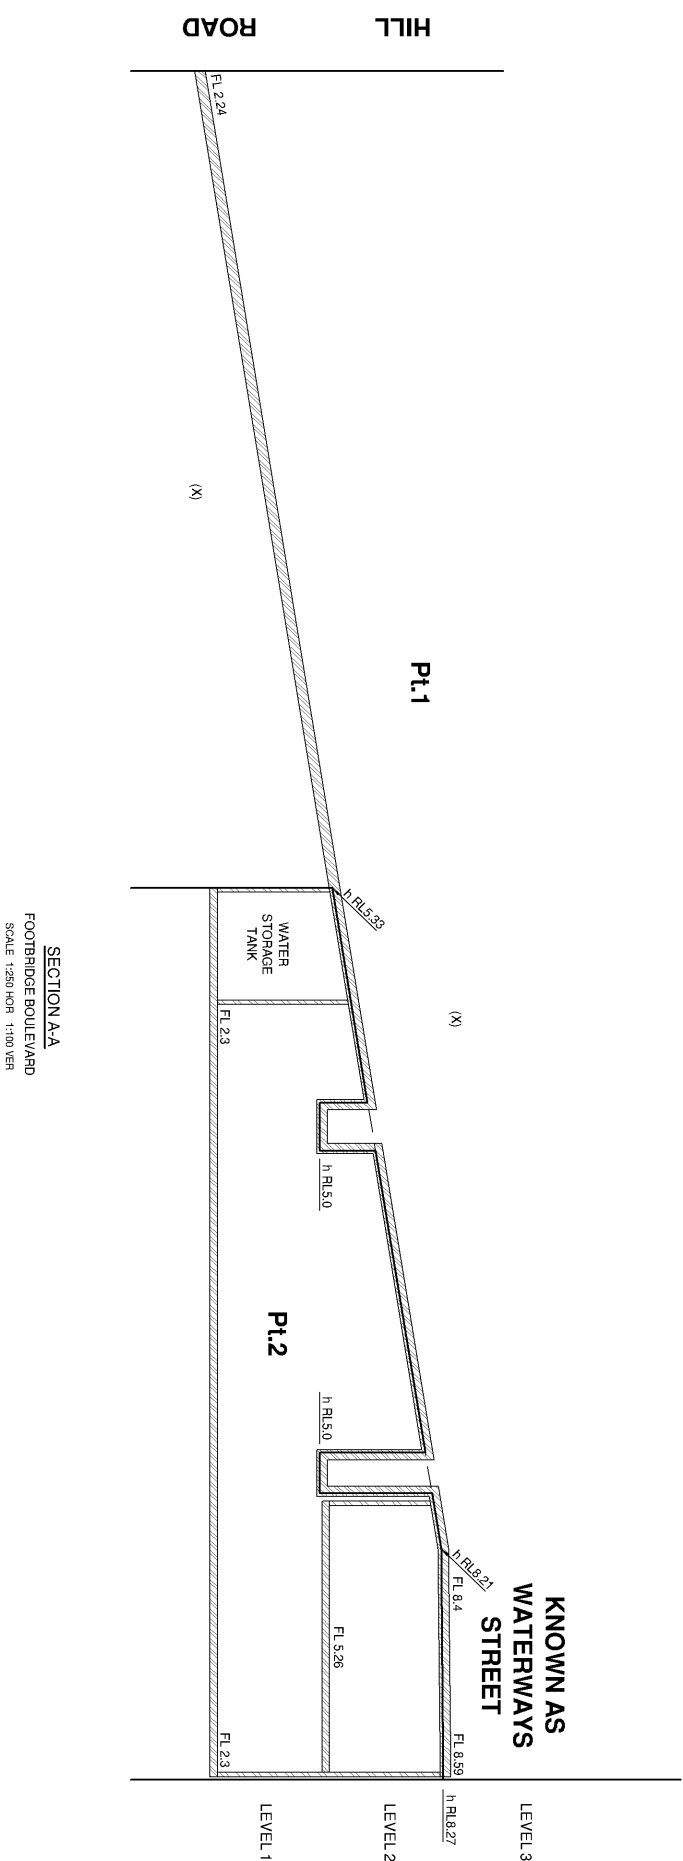 HILL
ROAD
FL 2.24
(X)
Pt.1
h RL5.33
WATER
STORAGE
TANK
FL 2.3
(X)
h RL5.0
Pt.2
h RL5.0
h RL8.21
FL 8.4
KNOWN AS
WATERWAYS
STREET
FL 5.26
FL 8.59
FL 2.3
h RL8.27
LEVEL 3
LEVEL 2
LEVEL 1
SECTION A-A
FOOTBRIDGE BOULEVARD
SCALE 1:250 HOR 1:100 VER